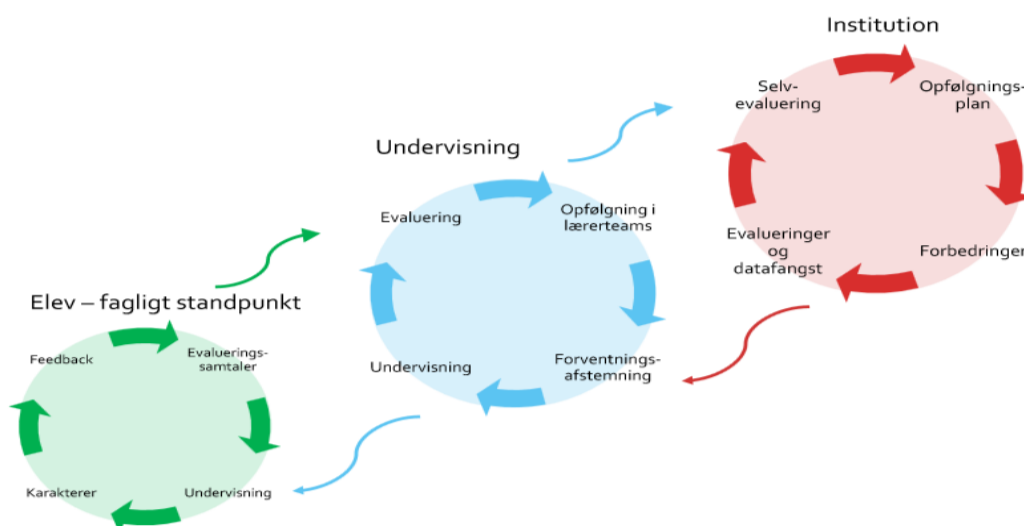 Institution
Selv-
evaluering
Opfølgnings-
plan
Evalueringer
og
datafangst
Forbedringer
Undervisning
Evaluering
Opfølgning i
lærerteams
Undervisning
Forventnings-
afstemning
Elev – fagligt standpunkt
Feedback
Evaluerings-
samtaler
Karakterer
Undervisning